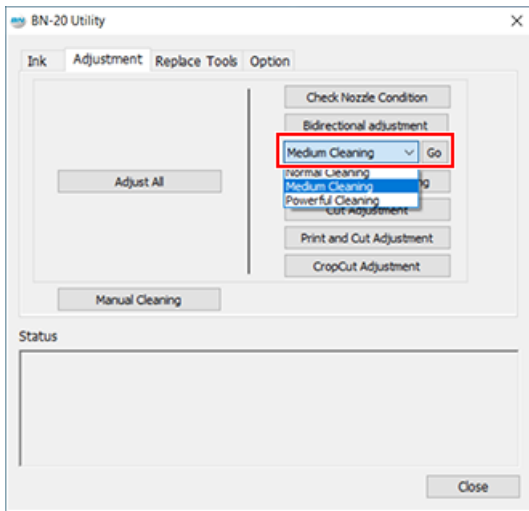 BN-20 Utility
Ink Adjustment Replace Tools Option
Check Nozzle Condition
Bidirectional adjustment
Medium Cleaning Go
Normal Cleaning
Medium Cleaning
Powerful Cleaning
Adjust All
Cut Adjustment
Print and Cut Adjustment
CropCut Adjustment
Manual Cleaning
Status
Close